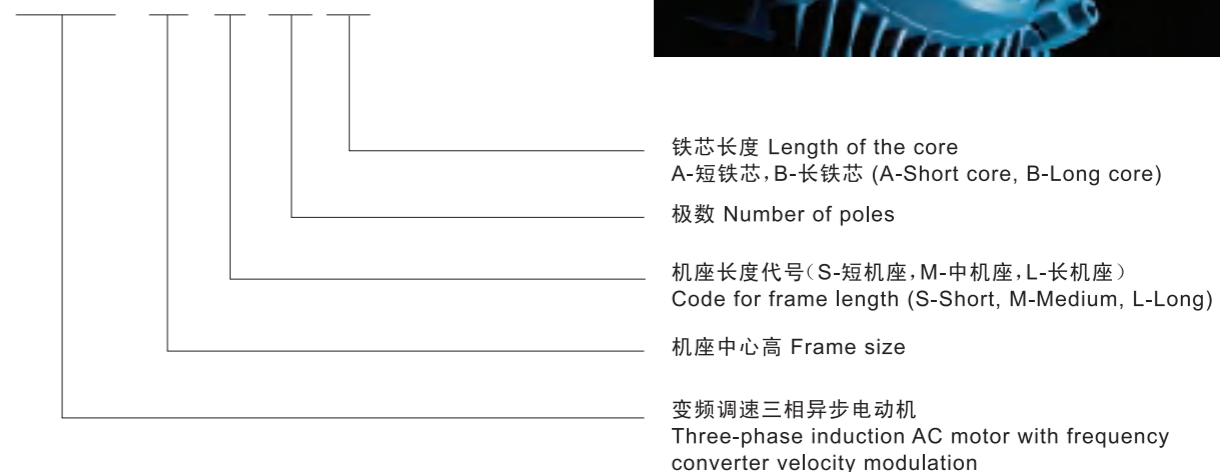 铁芯长度 Length of the core
A-短铁芯,B-长铁芯 (A-Short core, B-Long core)
极数 Number of poles
机座长度代号(S-短机座,M-中机座,L-长机座)
Code for frame length (S-Short, M-Medium, L-Long)
机座中心高 Frame size
变频调速三相异步电动机
Three-phase induction AC motor with frequency
converter velocity modulation